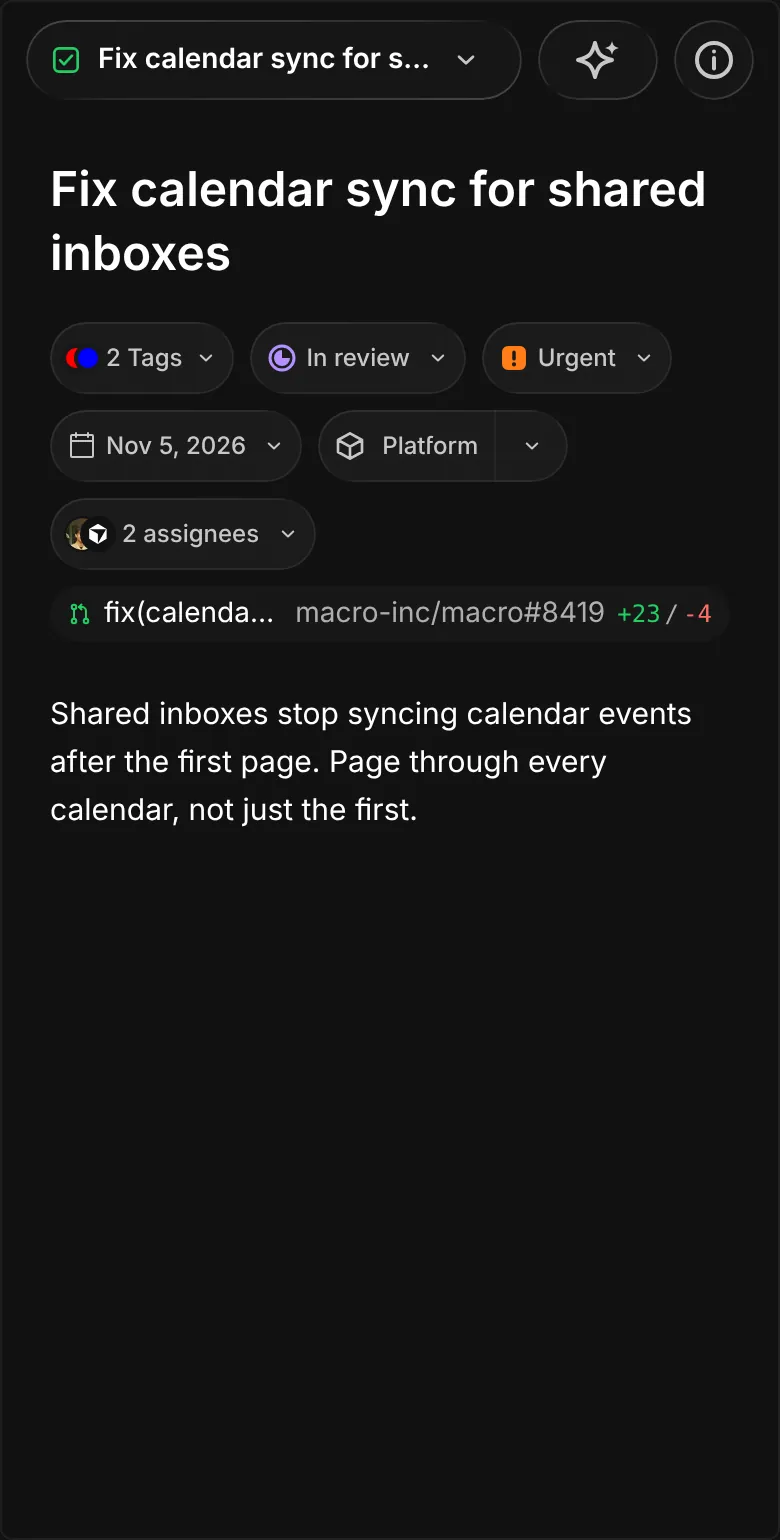 Fix calendar sync for s...
Fix calendar sync for shared
inboxes
2 Tags
In review
Urgent
Nov 5, 2026
Platform
2 assignees
fix(calenda... macro-inc/macro#8419 +23 / -4
Shared inboxes stop syncing calendar events
after the first page. Page through every
calendar, not just the first.